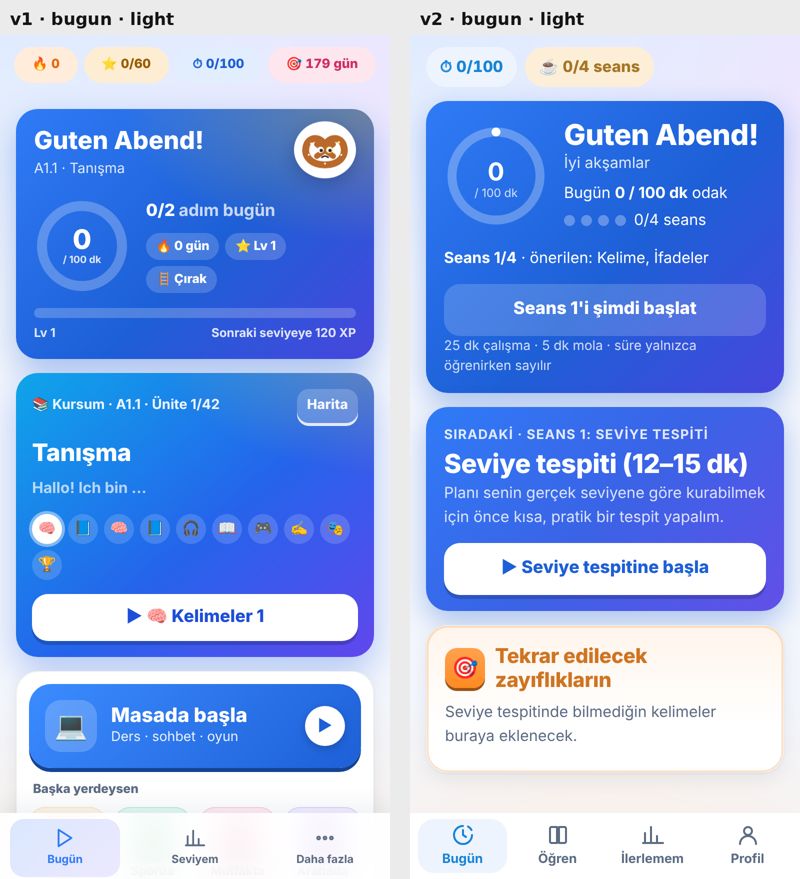 v1 · bugun · light
🔥 0
⭐ 0/60
⏱ 0/100
🎯 179 gün
Guten Abend!
A1.1 · Tanışma
0
/ 100 dk
0/2 adım bugün
🔥 0 gün
⭐ Lv 1
🪜 Çırak
Lv 1
Sonraki seviyeye 120 XP
📚 Kursum · A1.1 · Ünite 1/42
Harita
Tanışma
Hallo! Ich bin ...
▶ 🧠 Kelimeler 1
Masada başla
Ders · sohbet · oyun
Başka yerdeysen
Bugün
Seviyem
Daha fazla
v2 · bugun · light
⏱ 0/100
☕ 0/4 seans
0
/ 100 dk
Guten Abend!
İyi akşamlar
Bugün 0 / 100 dk odak
0/4 seans
Seans 1/4 · önerilen: Kelime, İfadeler
Seans 1'i şimdi başlat
25 dk çalışma · 5 dk mola · süre yalnızca
öğrenirken sayılır
SIRADAKİ · SEANS 1: SEVİYE TESPİTİ
Seviye tespiti (12–15 dk)
Planı senin gerçek seviyene göre kurabilmek
için önce kısa, pratik bir tespit yapalım.
▶ Seviye tespitine başla
Tekrar edilecek
zayıflıkların
Seviye tespitinde bilmediğin kelimeler
buraya eklenecek.
Bugün
Öğren
İlerlemem
Profil